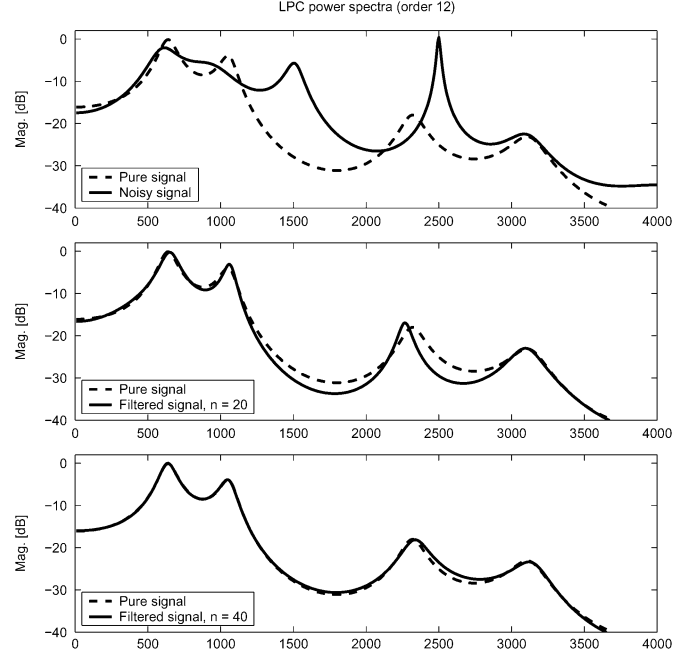 LPC power spectra (order 12)
Mag. [dB]
0
−10
−20
−30
−40
Pure signal
Noisy signal
0 500 1000 1500 2000 2500 3000 3500 4000
Mag. [dB]
0
−10
−20
−30
−40
Pure signal
Filtered signal, n = 20
0 500 1000 1500 2000 2500 3000 3500 4000
Mag. [dB]
0
−10
−20
−30
−40
Pure signal
Filtered signal, n = 40
0 500 1000 1500 2000 2500 3000 3500 4000